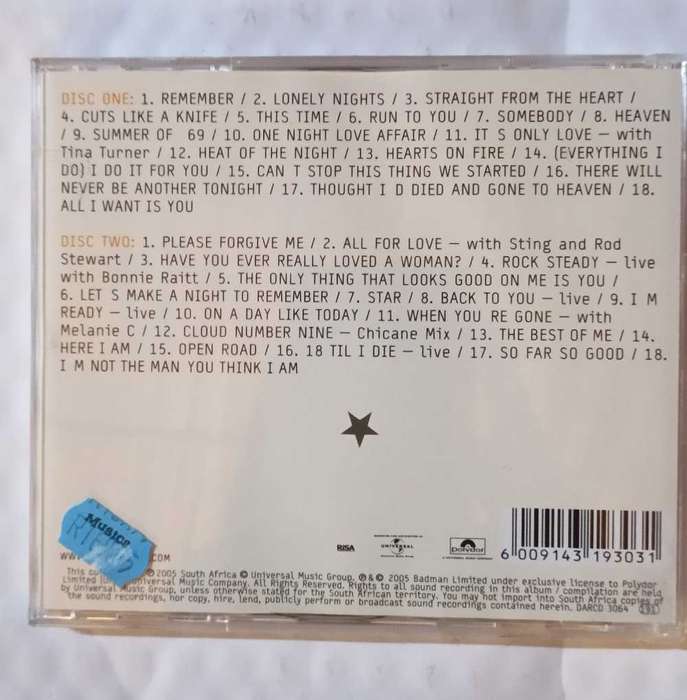 DISC ONE: 1. REMEMBER / 2. LONELY NIGHTS / 3. STRAIGHT FROM THE HEART /
4. CUTS LIKE A KNIFE / 5. THIS TIME / 6. RUN TO YOU / 7. SOMEBODY / 8. HEAVEN
/ 9. SUMMER OF 69 / 10. ONE NIGHT LOVE AFFAIR / 11. IT S ONLY LOVE – with
Tina Turner / 12. HEAT OF THE NIGHT / 13. HEARTS ON FIRE / 14. (EVERYTHING I
DO) I DO IT FOR YOU / 15. CAN T STOP THIS THING WE STARTED / 16. THERE WILL
NEVER BE ANOTHER TONIGHT / 17. THOUGHT I D DIED AND GONE TO HEAVEN / 18.
ALL I WANT IS YOU
DISC TWO: 1. PLEASE FORGIVE ME / 2. ALL FOR LOVE – with Sting and Rod
Stewart / 3. HAVE YOU EVER REALLY LOVED A WOMAN? / 4. ROCK STEADY – live
with Bonnie Raitt / 5. THE ONLY THING THAT LOOKS GOOD ON ME IS YOU /
6. LET S MAKE A NIGHT TO REMEMBER / 7. STAR / 8. BACK TO YOU – live / 9. I M
READY – live / 10. ON A DAY LIKE TODAY / 11. WHEN YOU RE GONE – with
Melanie C / 12. CLOUD NUMBER NINE – Chicane Mix / 13. THE BEST OF ME / 14.
HERE I AM / 15. OPEN ROAD / 16. 18 TIL I DIE – live / 17. SO FAR SO GOOD / 18.
I M NOT THE MAN YOU THINK I AM
Musica
RISA
UNIVERSAL
Polydor
6 009143 193031
WWW. .COM
This ℗ 2005 South Africa © Universal Music Group. ℗ & © 2005 Badman Limited under exclusive license to Polydor
Limited (UK) Universal Music Company. All Rights Reserved. Rights to all sound recording in this album / compilation are held
by Universal Music Group, unless otherwise stated for the South African territory. You may not import into South Africa copies of
the sound recordings, nor copy, hire, lend, publicly perform or broadcast sound recordings contained herein. DARCD 3064